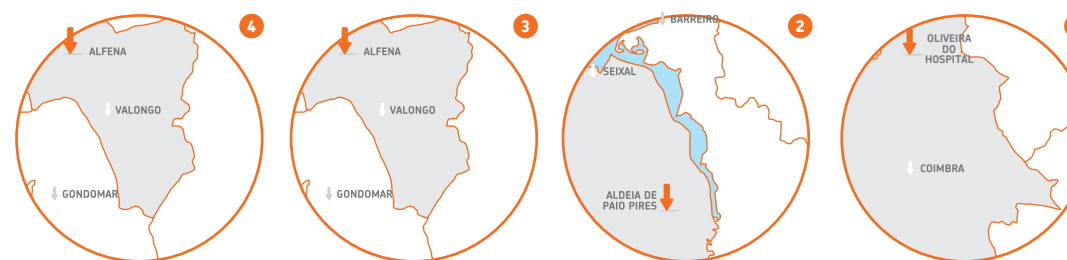 4
ALFENA
VALONGO
GONDOMAR
3
ALFENA
VALONGO
GONDOMAR
2
BARREIRO
SEIXAL
ALDEIA DE
PAIO PIRES
OLIVEIRA
DO
HOSPITAL
COIMBRA